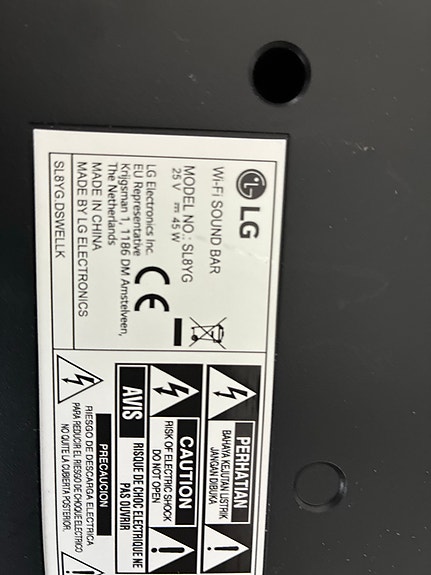 LG
Wi-Fi SOUND BAR
MODEL NO.: SL8YG
25 V ⎓ 45 W
LG Electronics Inc.
EU Representative
Krijgsman 1, 1186 DM Amstelveen,
The Netherlands
CE
MADE IN CHINA
MADE BY LG ELECTRONICS
SL8YG.DSWELLK
PERHATIAN
BAHAYA KEJUTAN LISTRIK
JANGAN DIBUKA
CAUTION
RISK OF ELECTRIC SHOCK
DO NOT OPEN
AVIS
RISQUE DE CHOC ELECTRIQUE NE
PAS OUVRIR
PRECAUCION
RIESGO DE DESCARGA ELECTRICA
PARA REDUCIR EL RIESGO DE CHOQUE ELECTRICO
NO QUITE LA CUBIERTA POSTERIOR.